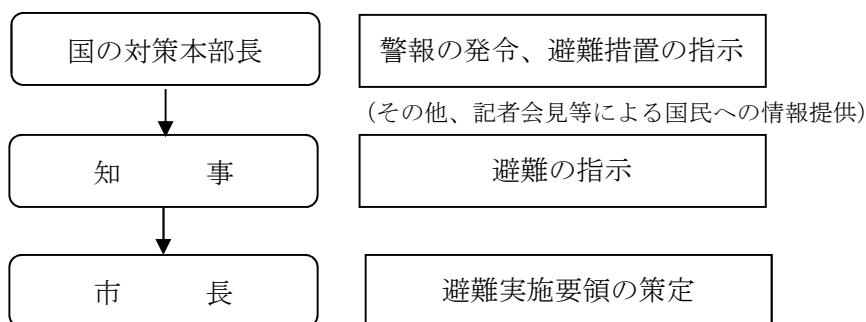 国の対策本部長
警報の発令、避難措置の指示
(その他、記者会見等による国民への情報提供)
知 事
避難の指示
市 長
避難実施要領の策定